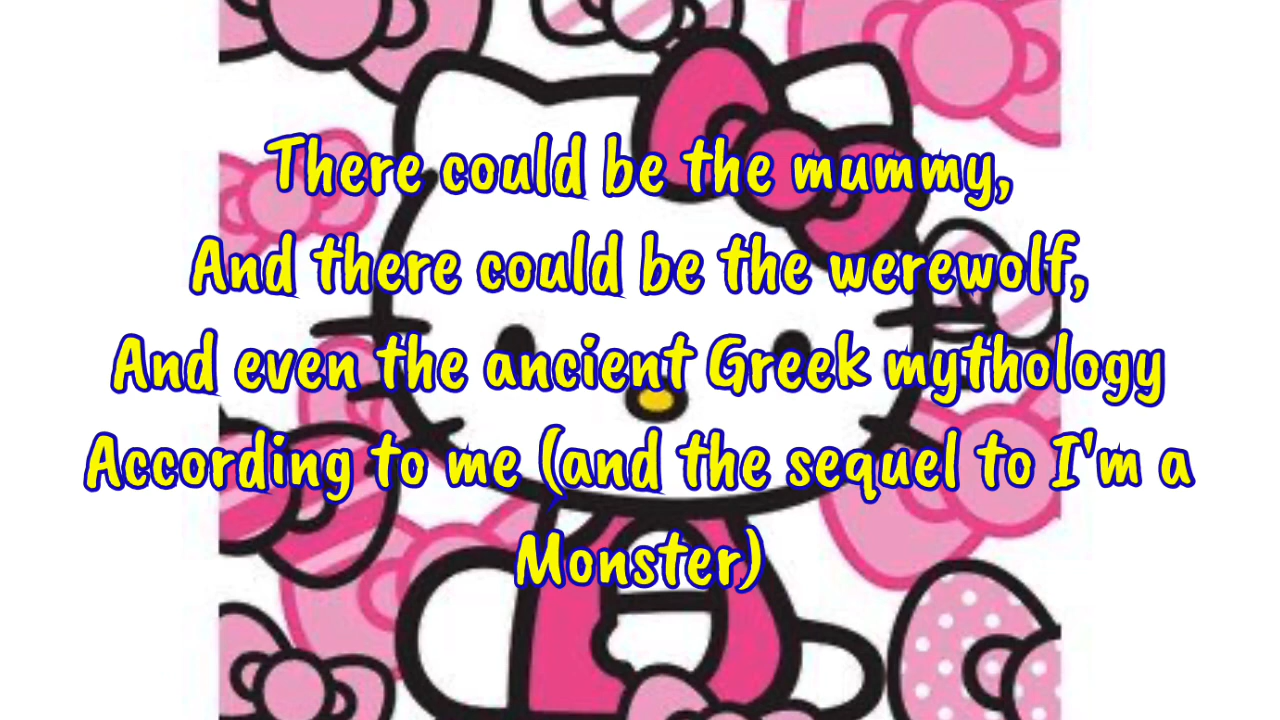 There could be the mummy,
And there could be the werewolf,
And even the ancient Greek mythology
According to me (and the sequel to I'm a
Monster)